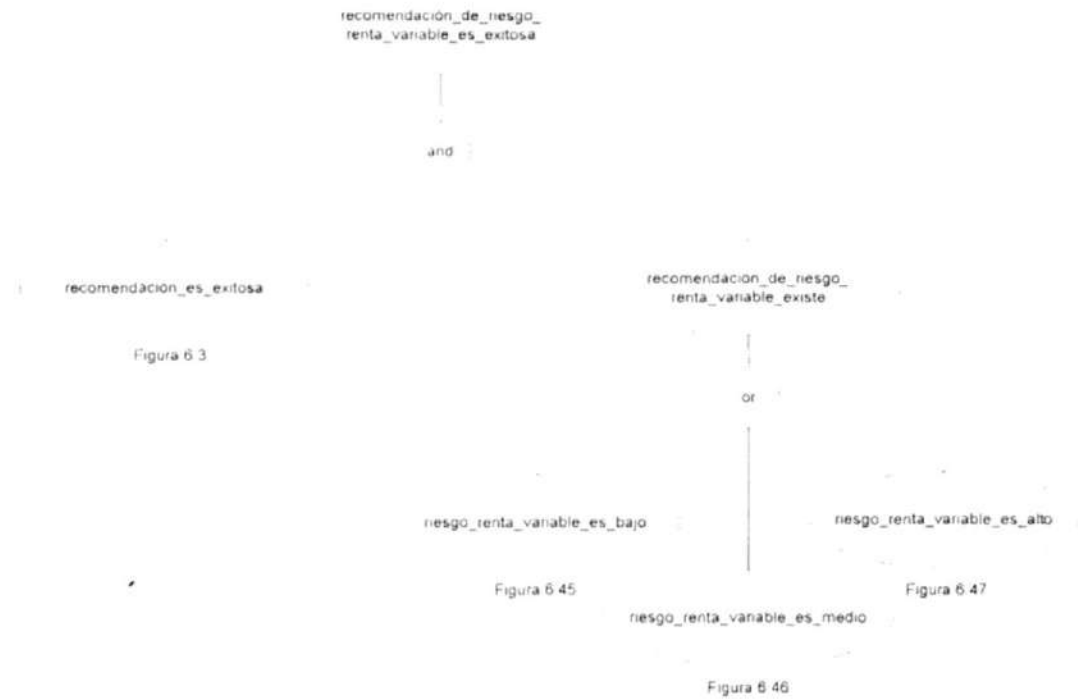 recomendación_de_riesgo_
renta_variable_es_exitosa
and
recomendación_es_exitosa
Figura 6.3
recomendación_de_riesgo_
renta_variable_existe
or
riesgo_renta_variable_es_bajo
Figura 6.45
riesgo_renta_variable_es_alto
Figura 6.47
riesgo_renta_variable_es_medio
Figura 6.46